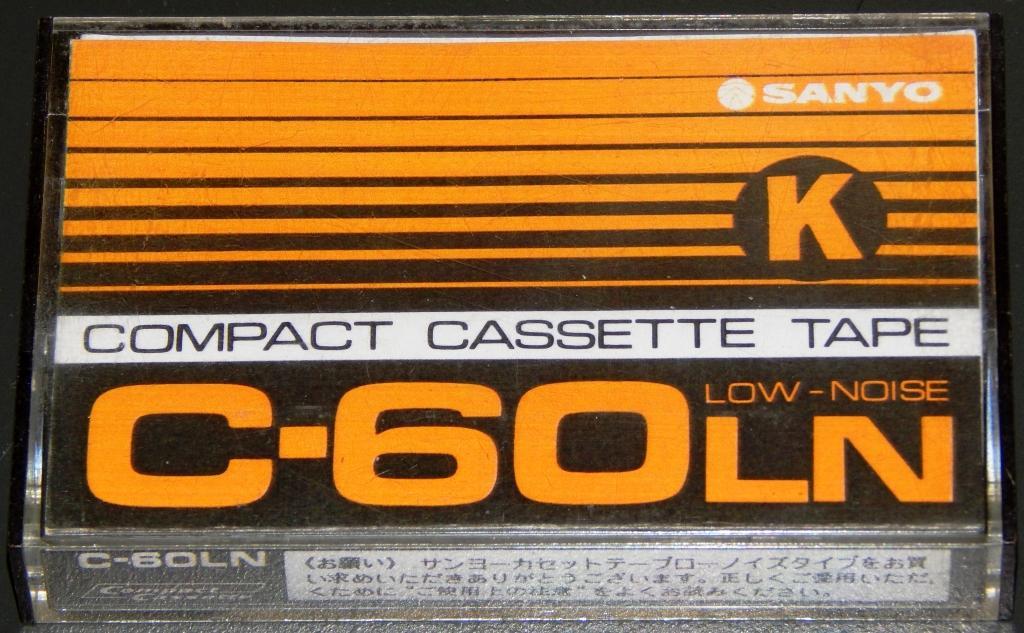 SANYO
K
COMPACT CASSETTE TAPE
LOW-NOISE
C-60LN
C-60LN
Compact
〈お願い〉 サンヨーカセットテープローノイズタイプをお買
い求めいただきありがとうございます。正しくご愛用いただ
くために"ご使用上の注意"をよくお読みください。